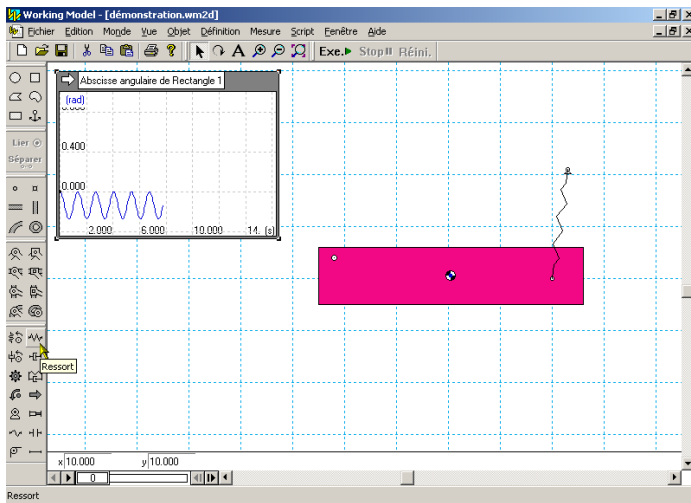 Working Model - [démonstration.wm2d]
Fichier Edition Monde Vue Objet Définition Mesure Script Fenêtre Aide
A Exe. Stop Réini.
Abscisse angulaire de Rectangle 1
(rad)
0.400
0.000
2.000 6.000 10.000 14. (s)
Lier
Séparer
Ressort
x 10.000 y 10.000
0
Ressort